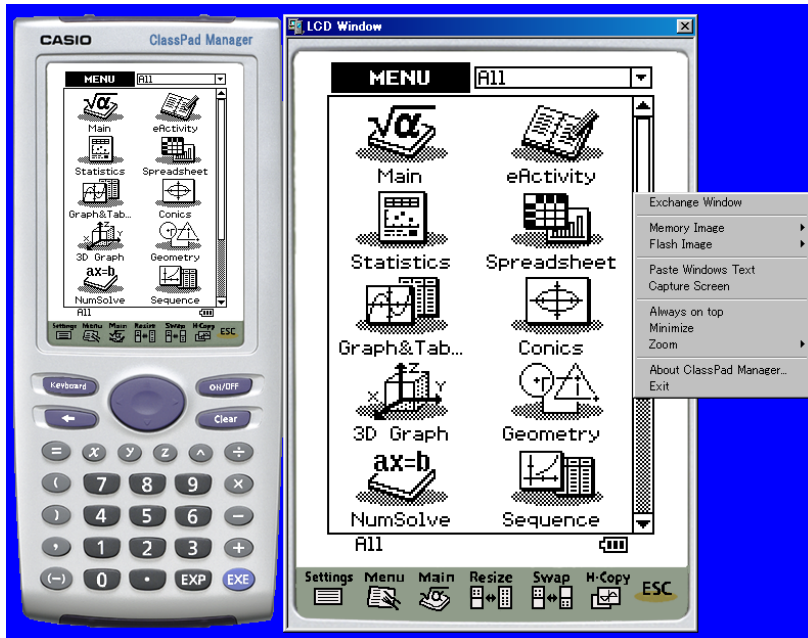 CASIO ClassPad Manager
MENU All
Main eActivity
Statistics Spreadsheet
Graph&Tab... Conics
3D Graph Geometry
NumSolve Sequence
ax=b
All
Settings Menu Main Resize Swap H·Copy ESC
Keyboard ON/OFF
Clear
= x y z ^ ÷
( 7 8 9 ×
) 4 5 6 −
, 1 2 3 +
(−) 0 · EXP EXE
LCD Window
MENU All
√α
Main eActivity
Statistics Spreadsheet
Graph&Tab... Conics
Z
X Y
3D Graph Geometry
ax=b
NumSolve Sequence
All
Settings Menu Main Resize Swap H·Copy ESC
Exchange Window
Memory Image
Flash Image
Paste Windows Text
Capture Screen
Always on top
Minimize
Zoom
About ClassPad Manager...
Exit